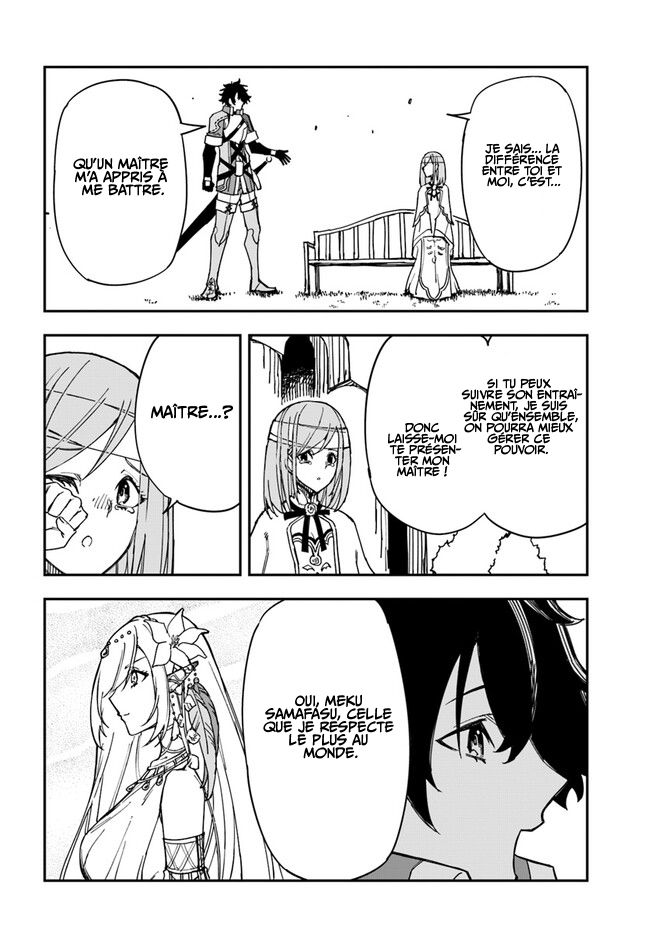 JE SAIS... LA
DIFFÉRENCE
ENTRE TOI ET
MOI, C'EST...
QU'UN MAÎTRE
M'A APPRIS À
ME BATTRE.
SI TU PEUX
SUIVRE SON ENTRAÎ-
NEMENT, JE SUIS
SÛR QU'ENSEMBLE,
ON POURRA MIEUX
GÉRER CE
POUVOIR.
DONC
LAISSE-MOI
TE PRÉSEN-
TER MON
MAÎTRE !
MAÎTRE...?
OUI, MEKU
SAMAFASU, CELLE
QUE JE RESPECTE
LE PLUS AU
MONDE.